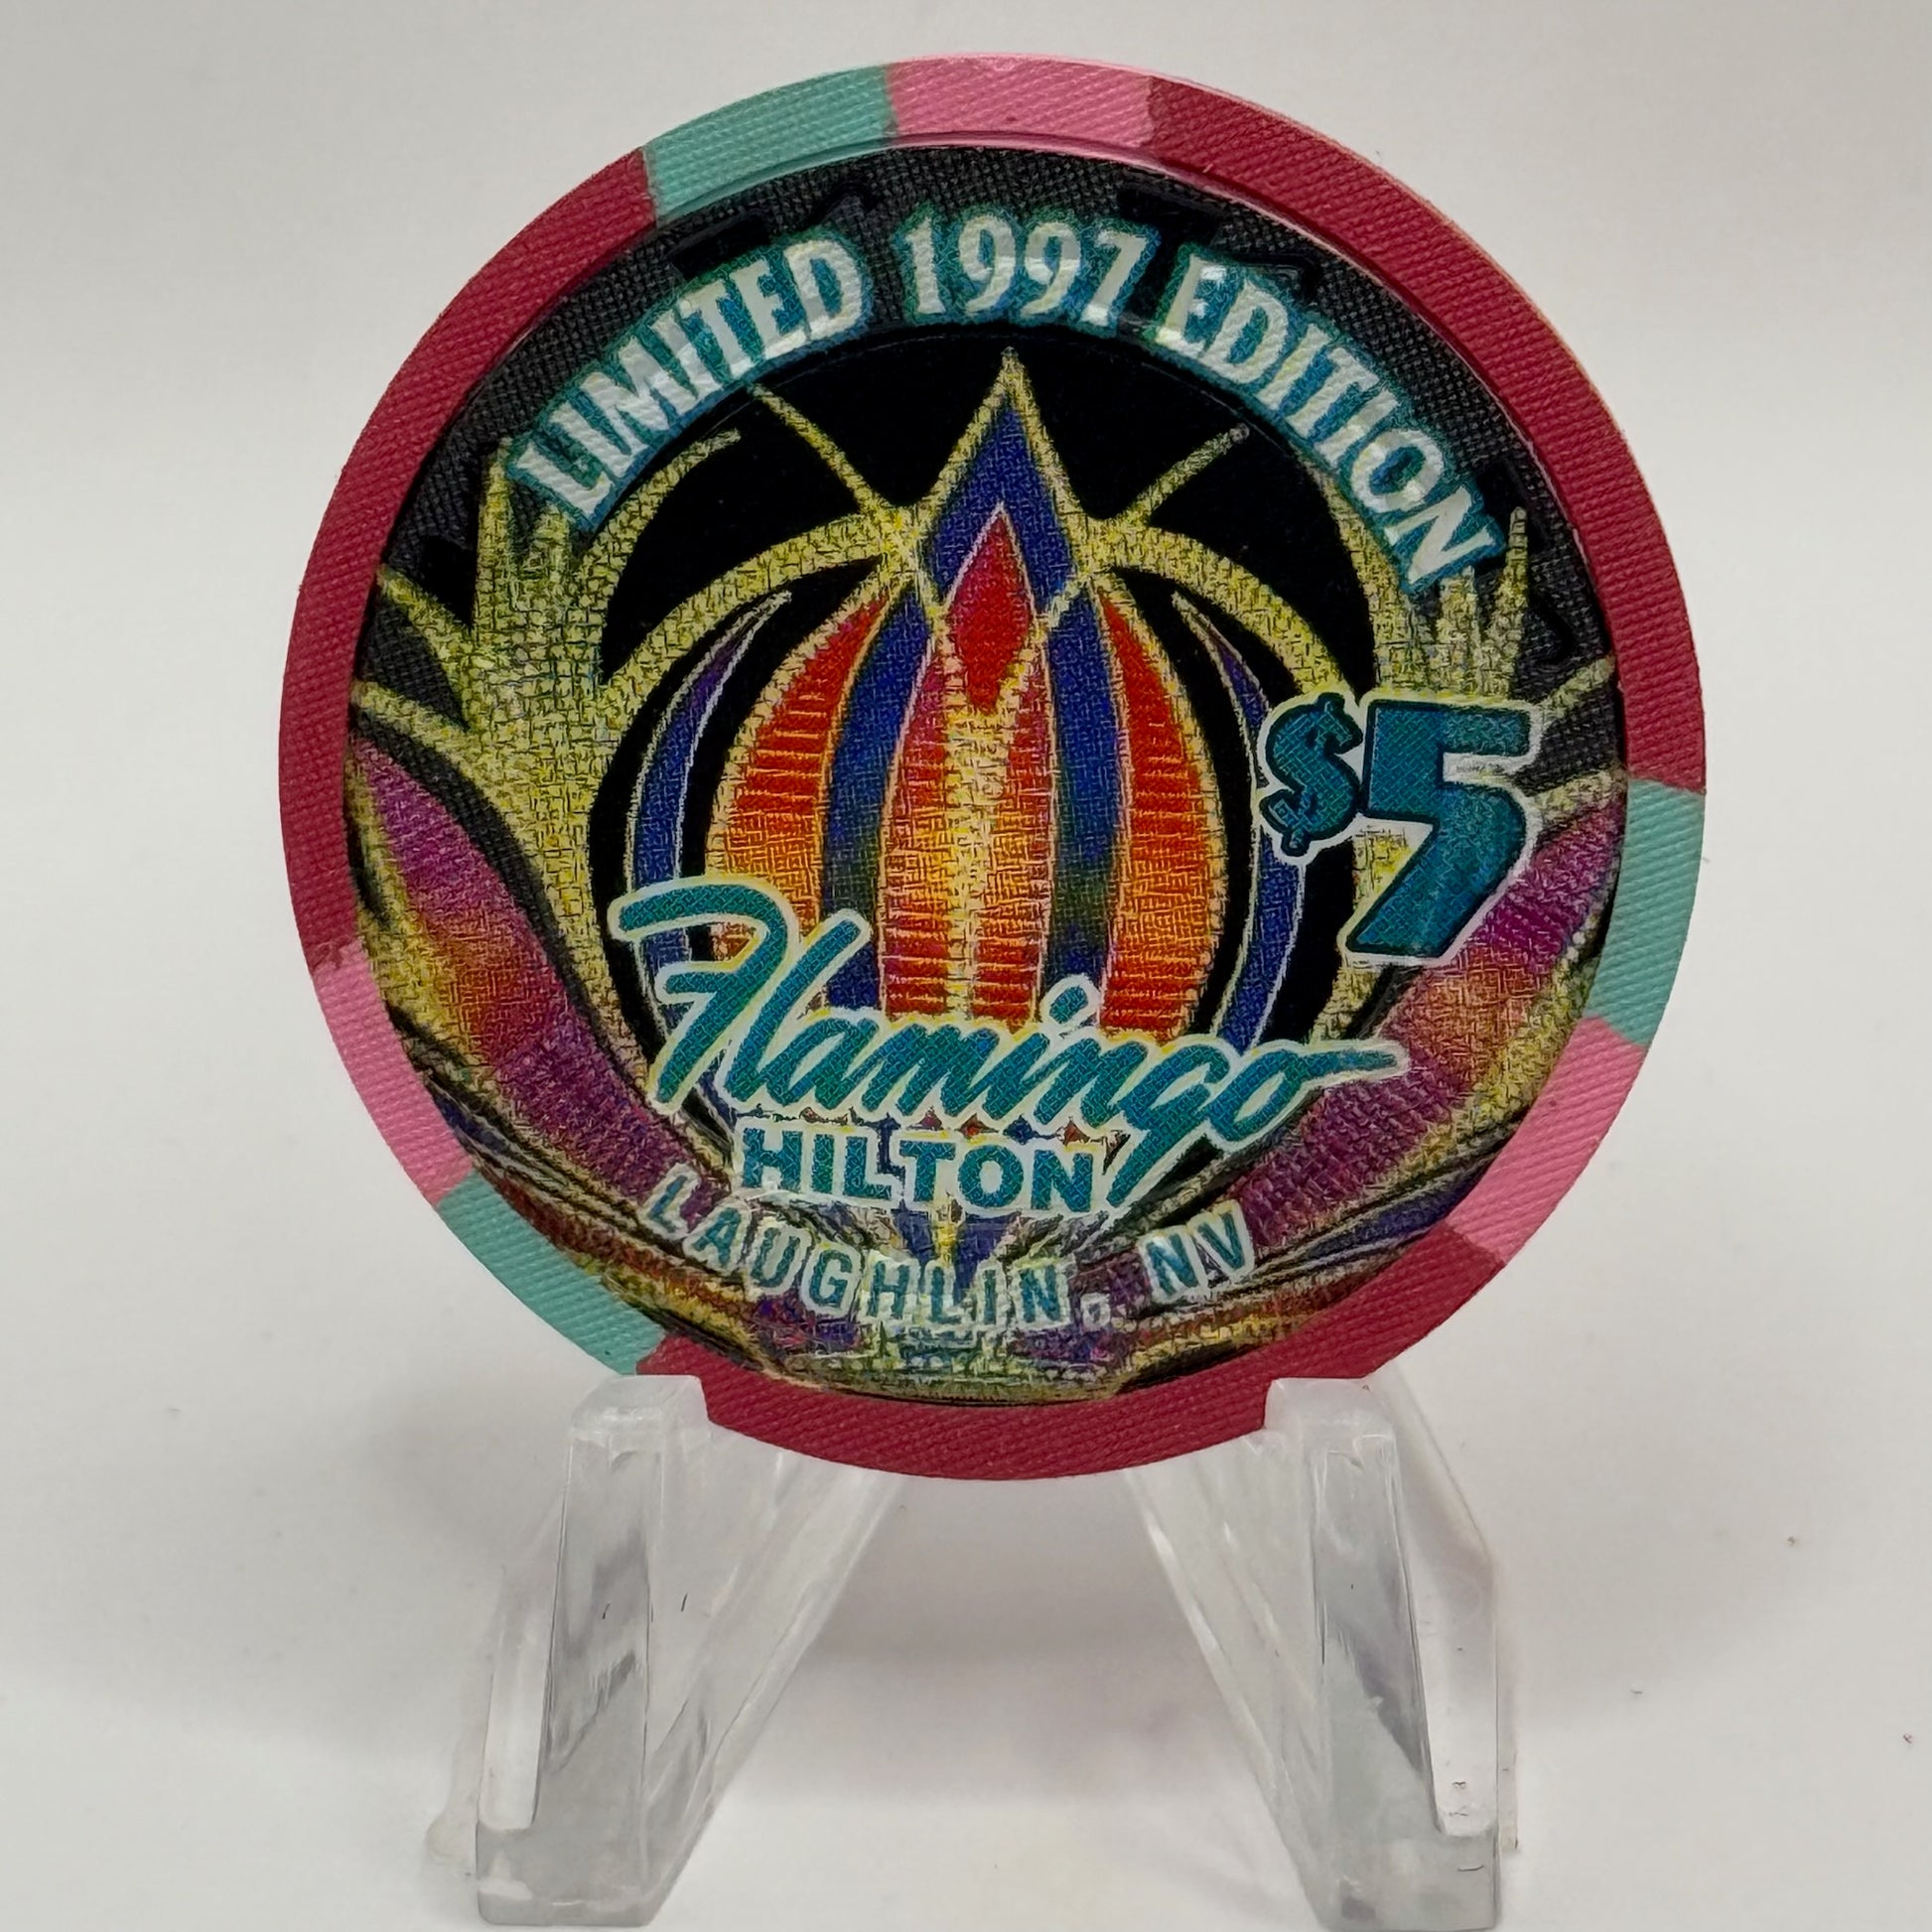 LIMITED 1997 EDITION
$5
Flamingo
HILTON
LAUGHLIN, NV